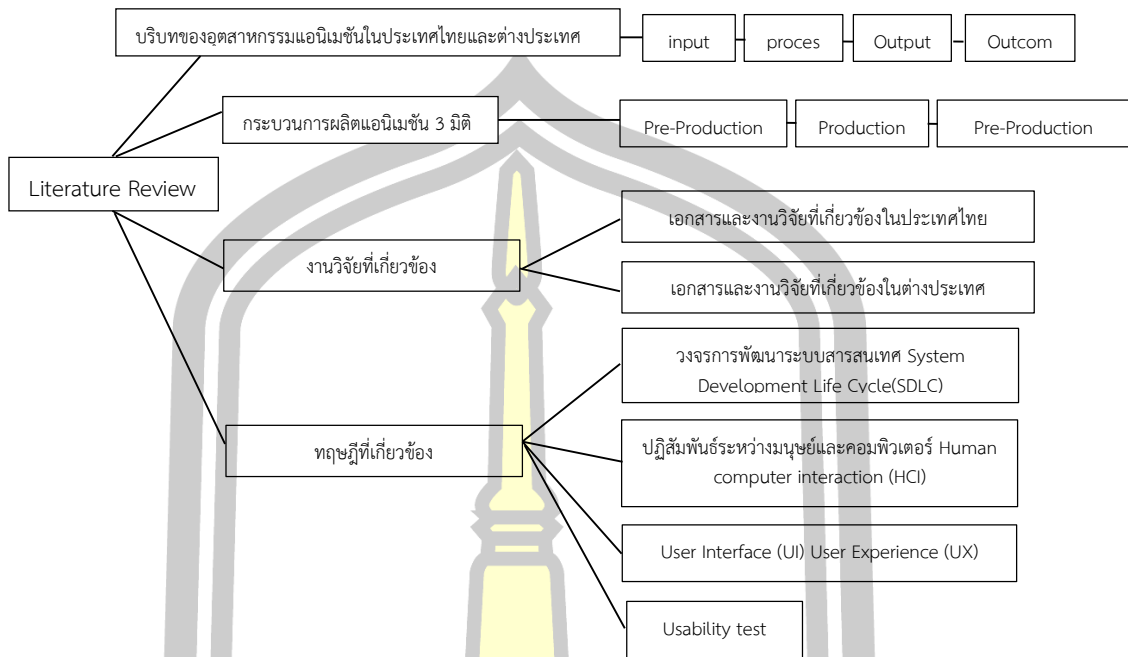 บริบทของอุตสาหกรรมแอนิเมชันในประเทศไทยและต่างประเทศ
input
proces
Output
Outcom
กระบวนการผลิตแอนิเมชัน 3 มิติ
Pre-Production
Production
Pre-Production
Literature Review
เอกสารและงานวิจัยที่เกี่ยวข้องในประเทศไทย
งานวิจัยที่เกี่ยวข้อง
เอกสารและงานวิจัยที่เกี่ยวข้องในต่างประเทศ
วงจรการพัฒนาระบบสารสนเทศ System
Development Life Cycle(SDLC)
ทฤษฎีที่เกี่ยวข้อง
ปฏิสัมพันธ์ระหว่างมนุษย์และคอมพิวเตอร์ Human
computer interaction (HCI)
User Interface (UI) User Experience (UX)
Usability test